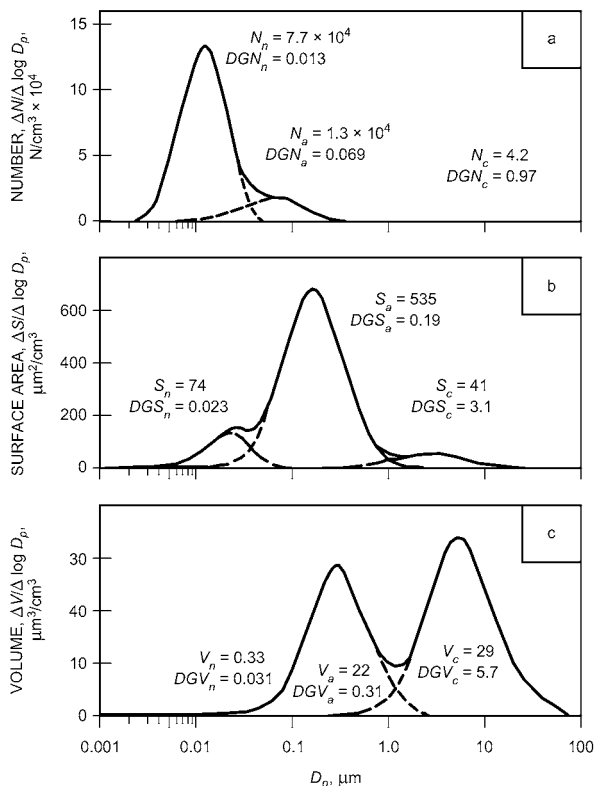 a
15
10
5
0
NUMBER, ΔN/Δ log Dp,
N/cm³ × 10⁴
Nn = 7.7 × 10⁴
DGNn = 0.013
Na = 1.3 × 10⁴
DGNa = 0.069
Nc = 4.2
DGNc = 0.97
b
600
400
200
0
SURFACE AREA, ΔS/Δ log Dp,
μm²/cm³
Sn = 74
DGSn = 0.023
Sa = 535
DGSa = 0.19
Sc = 41
DGSc = 3.1
c
30
40
10
0
VOLUME, ΔV/Δ log Dp,
μm³/cm³
Vn = 0.33
DGVn = 0.031
Va = 22
DGVa = 0.31
Vc = 29
DGVc = 5.7
0.001 0.01 0.1 1.0 10 100
Dp, μm